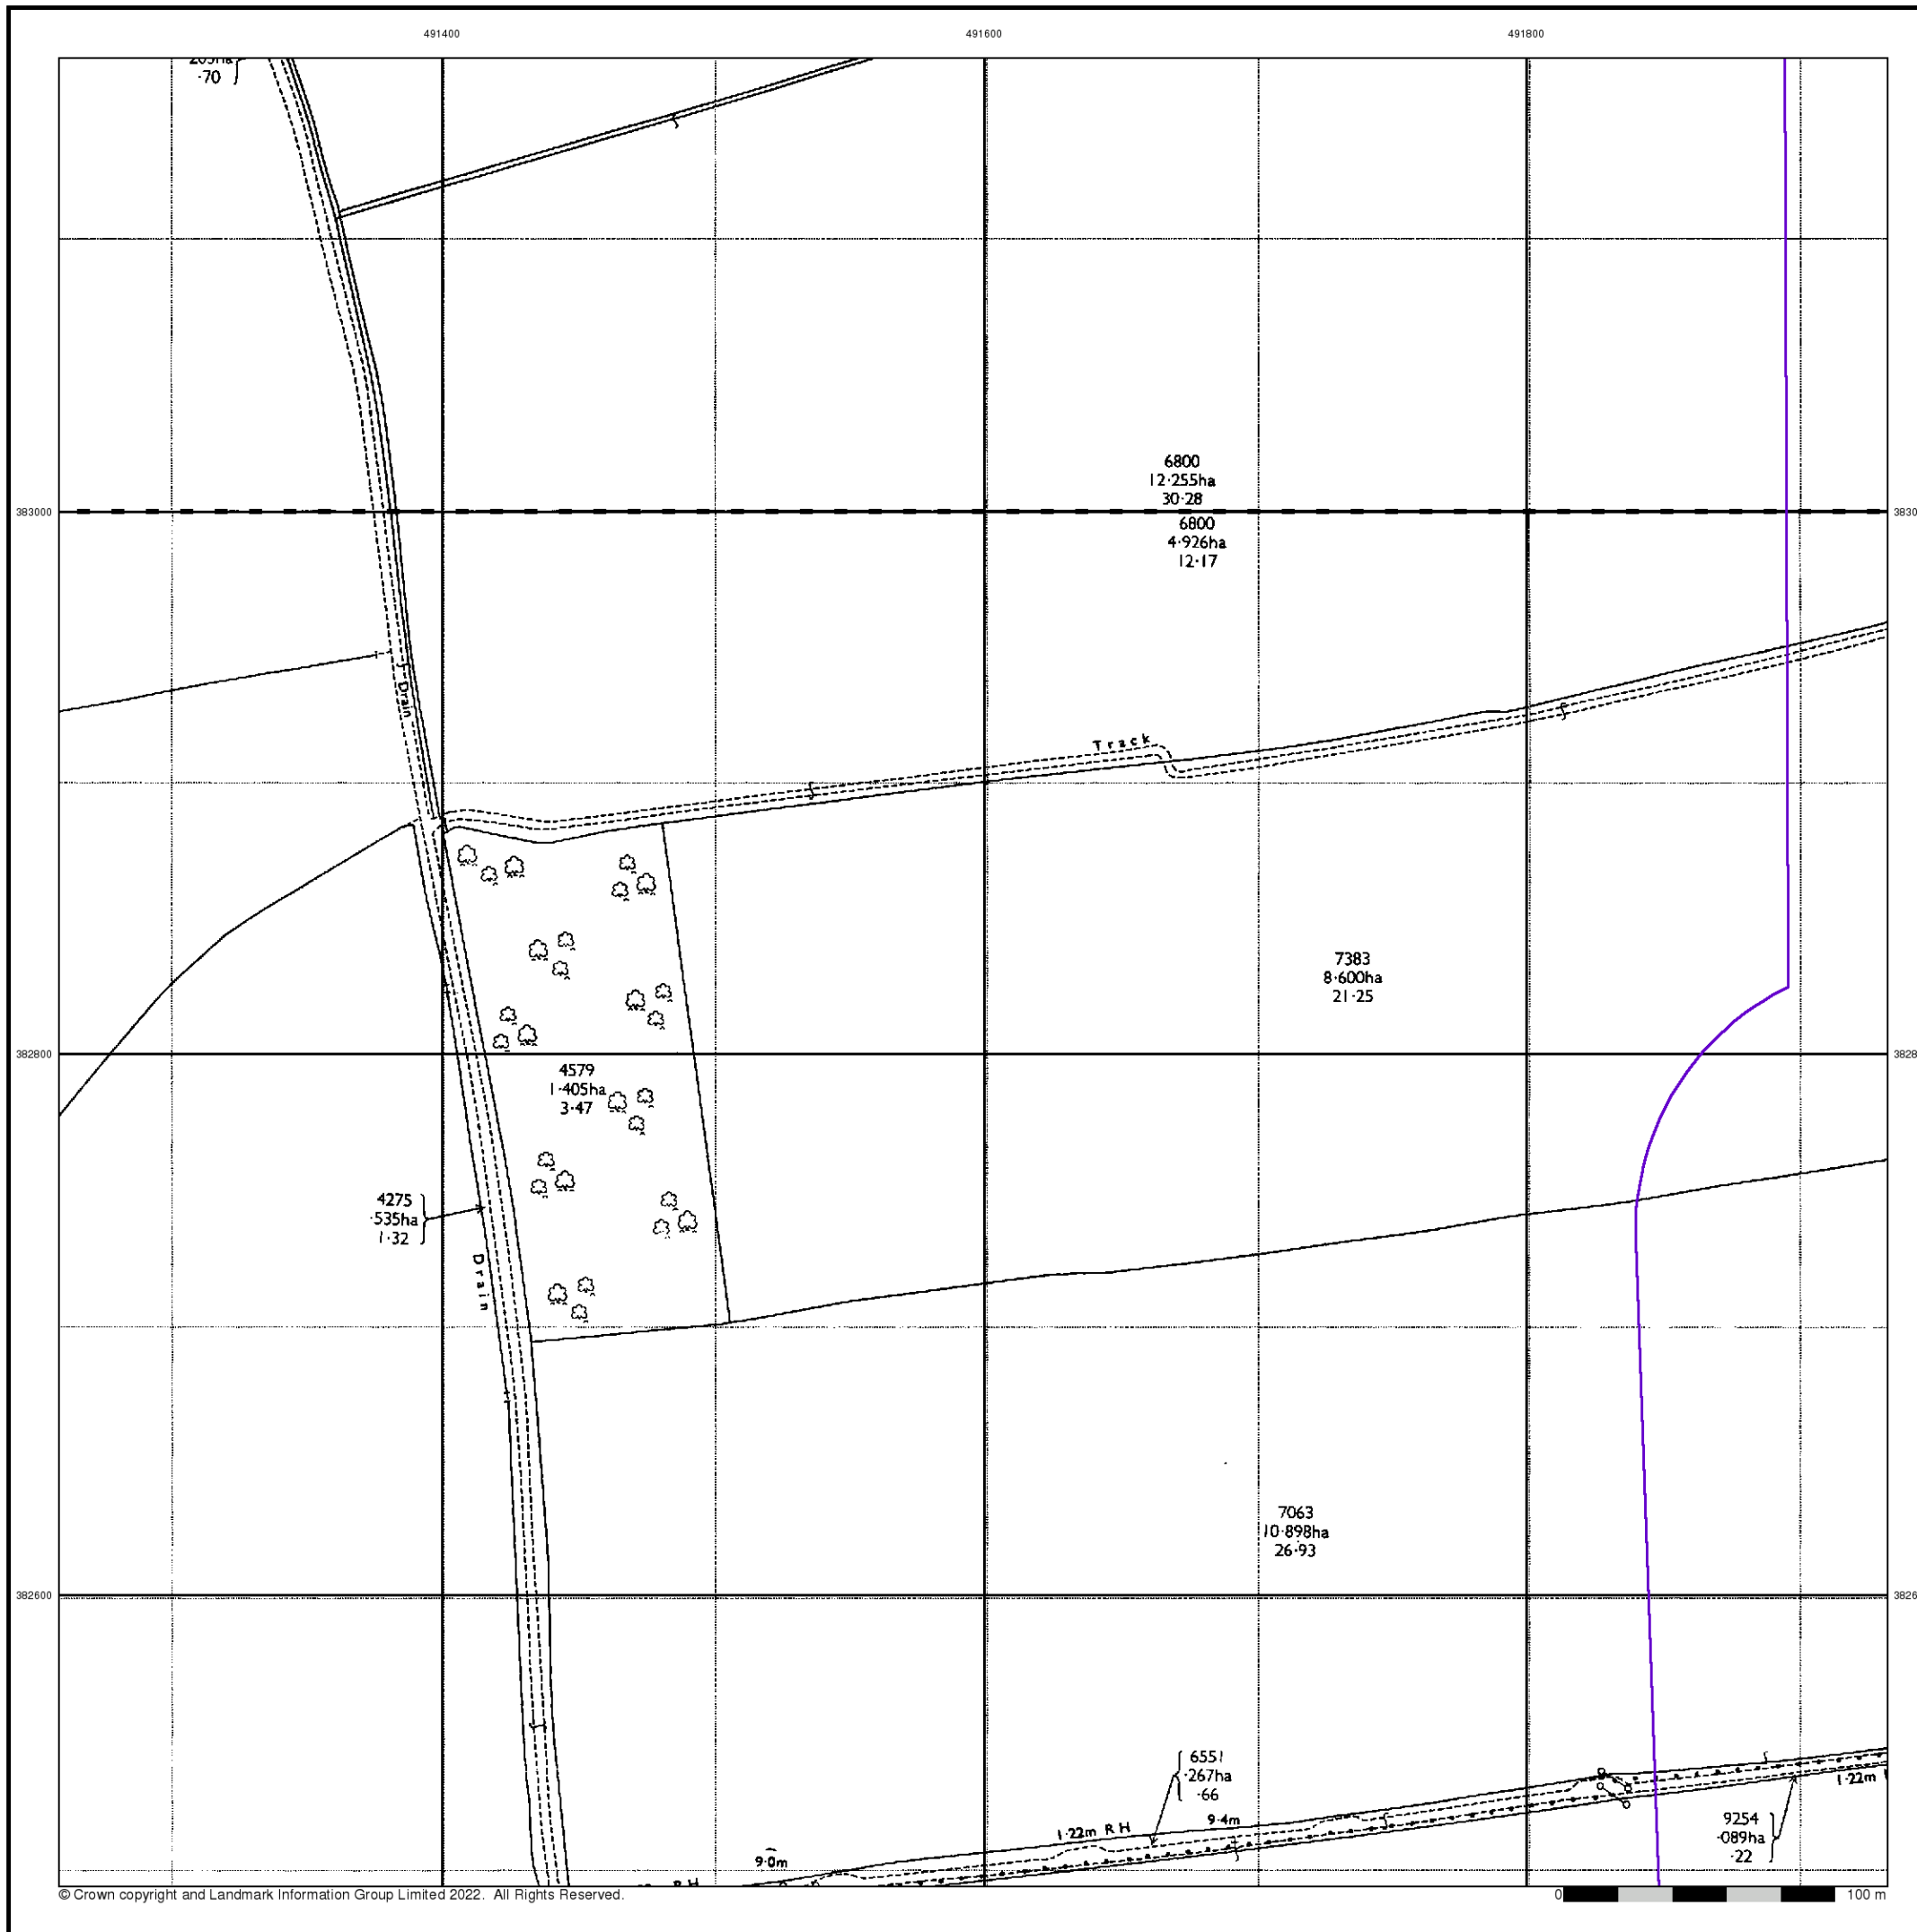 491400
491600
491800
·70
6800
12·255ha
30·28
383000
6800
4·926ha
12·17
Drain
Track
7383
8·600ha
21·25
382800
4579
1·405ha
3·47
4275
·535ha
1·32
Drain
7063
10·898ha
26·93
382600
6551
·267ha
·66
1·22m
1·22m RH
9·4m
9254
·089ha
·22
9·0m
RH
© Crown copyright and Landmark Information Group Limited 2022. All Rights Reserved.
0
100 m